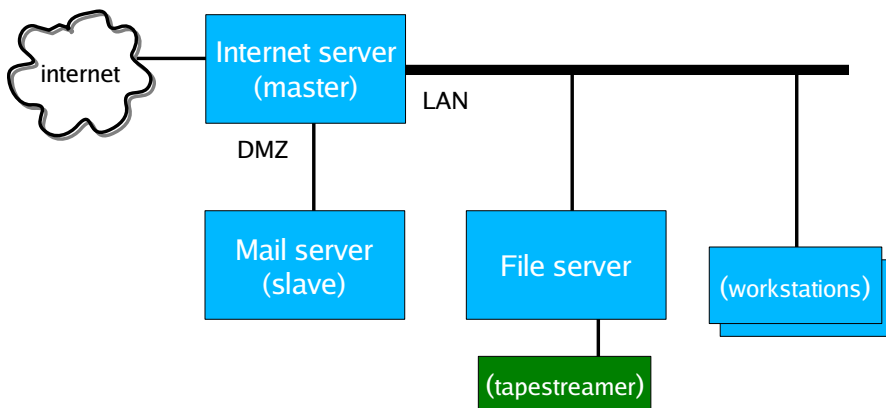 internet
Internet server
(master)
LAN
DMZ
Mail server
(slave)
File server
(workstations)
(tapestreamer)